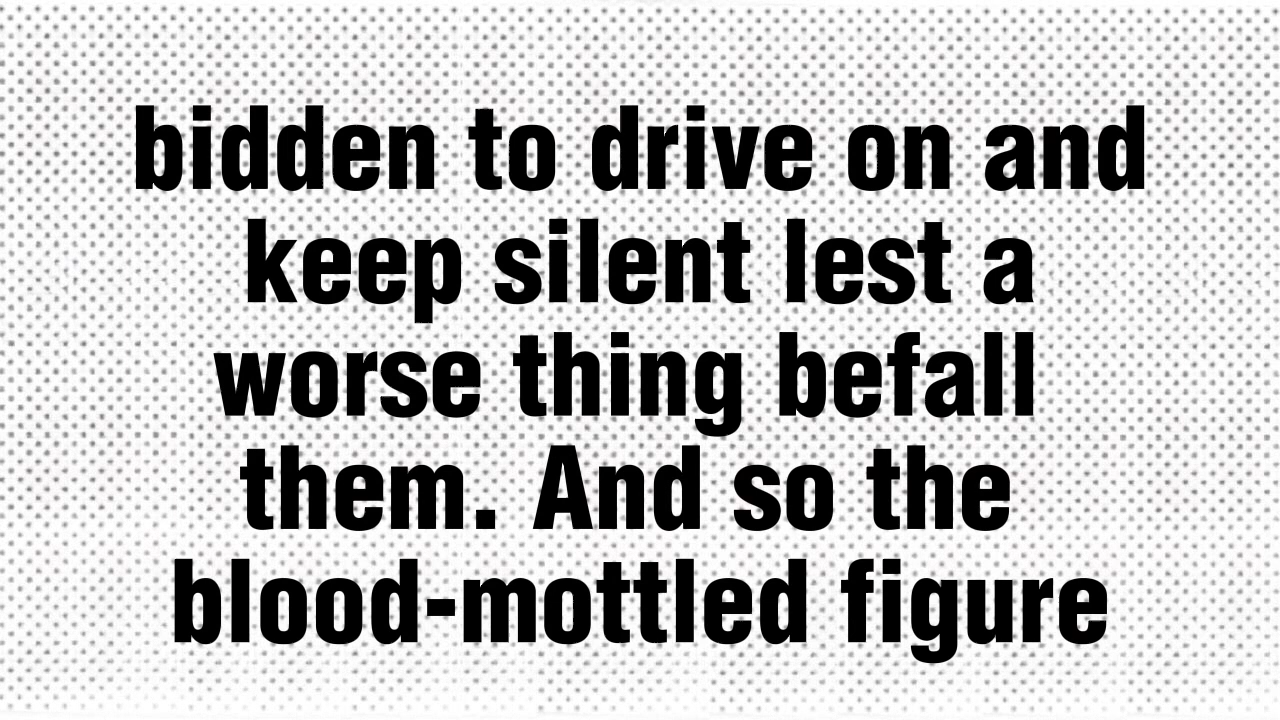 bidden to drive on and
keep silent lest a
worse thing befall
them. And so the
blood-mottled figure